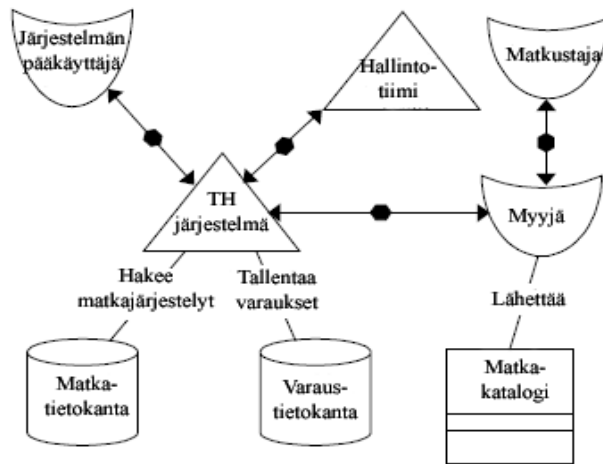 Järjestelmän
pääkäyttäjä
Hallinto-
tiimi
Matkustaja
TH
järjestelmä
Myyjä
Hakee
matkajärjestelyt
Tallentaa
varaukset
Lähettää
Matka-
tietokanta
Varaus-
tietokanta
Matka-
katalogi